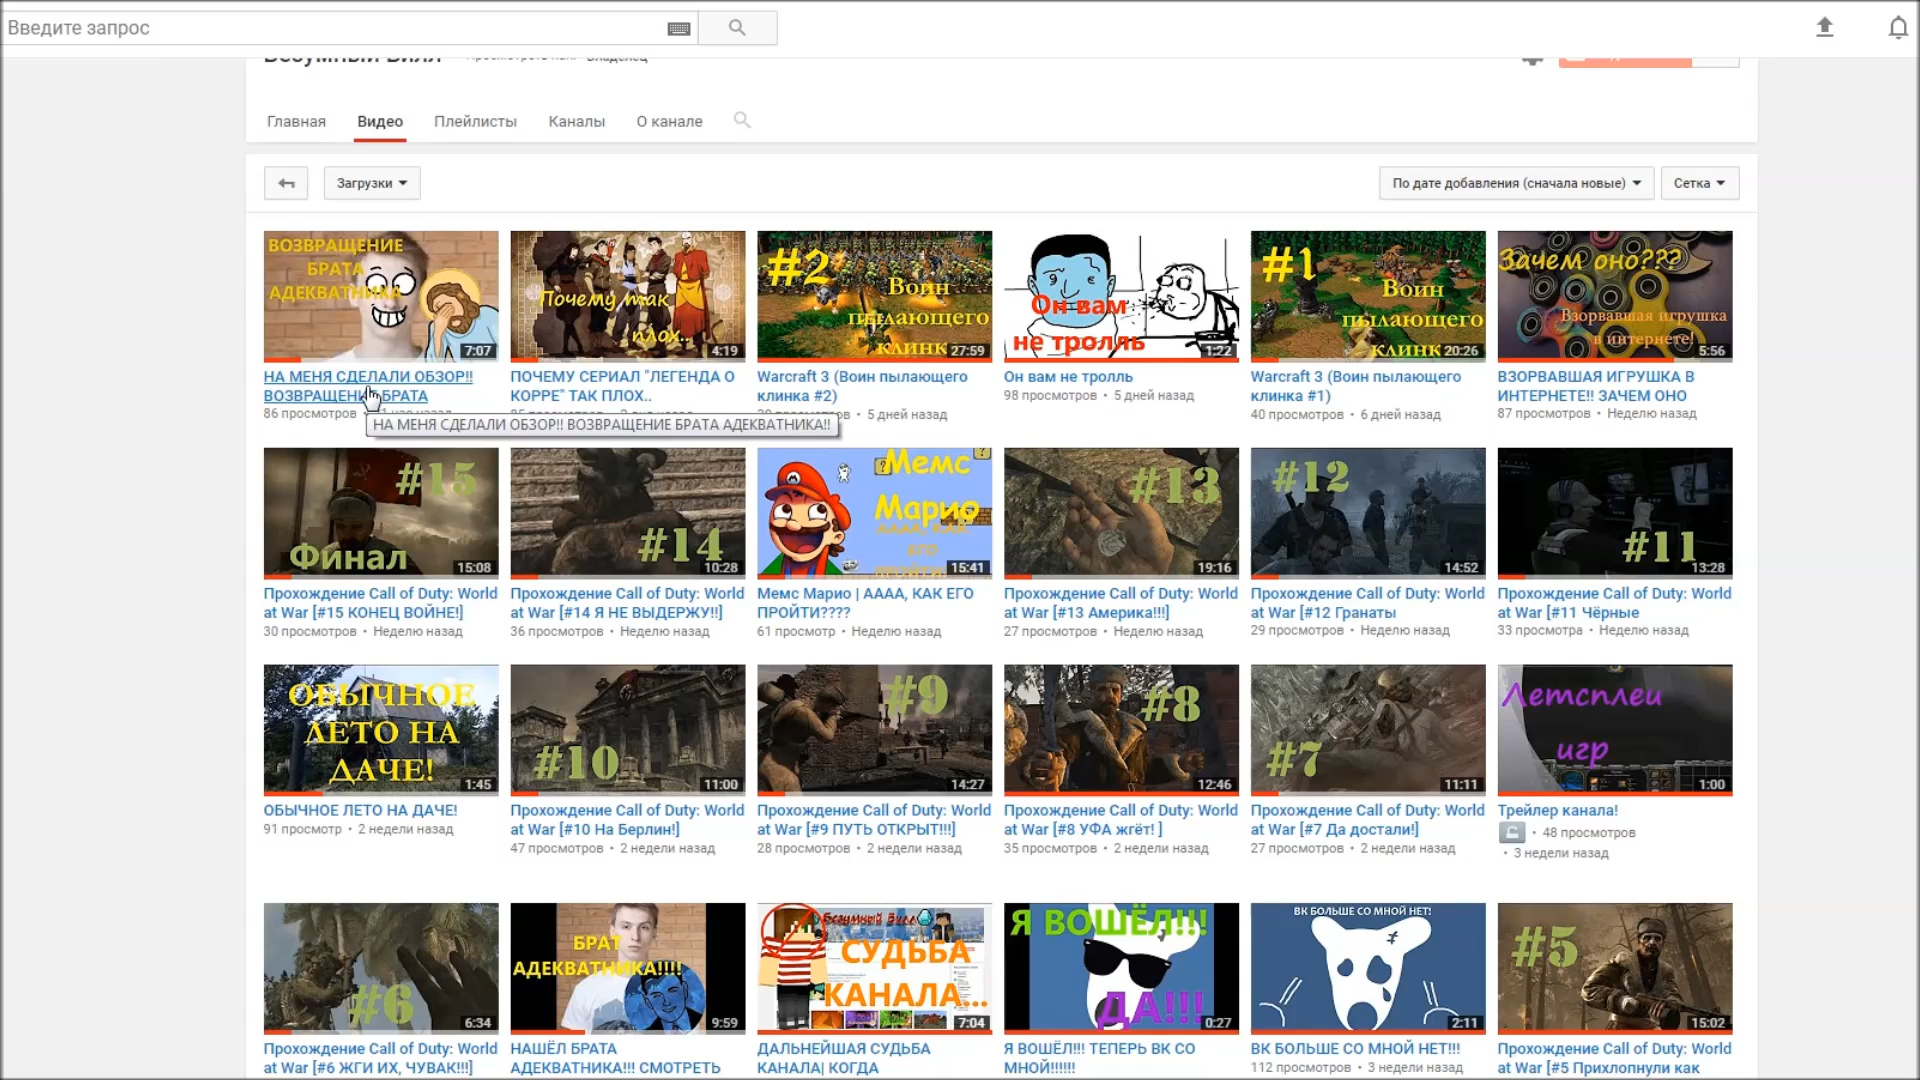 Введите запрос
Безумный Билл
Главная
Видео
Плейлисты
Каналы
О канале
Загрузки
По дате добавления (сначала новые)
Сетка
ВОЗВРАЩЕНИЕ
БРАТА
АДЕКВАТНИКА
7:07
НА МЕНЯ СДЕЛАЛИ ОБЗОР!!
ВОЗВРАЩЕНИЕ БРАТА
86 просмотров
Почему так
плох..
4:19
ПОЧЕМУ СЕРИАЛ "ЛЕГЕНДА О
КОРРЕ" ТАК ПЛОХ..
#2
Воин
пылающего
клинк
27:59
Warcraft 3 (Воин пылающего
клинка #2)
• 5 дней назад
Он вам
не тролль
1:22
Он вам не тролль
98 просмотров • 5 дней назад
#1
Воин
пылающего
клинк
20:26
Warcraft 3 (Воин пылающего
клинка #1)
40 просмотров • 6 дней назад
Зачем оно???
Взорвавшая игрушка
в интернете!
5:56
ВЗОРВАВШАЯ ИГРУШКА В
ИНТЕРНЕТЕ!! ЗАЧЕМ ОНО
87 просмотров • Неделю назад
НА МЕНЯ СДЕЛАЛИ ОБЗОР!! ВОЗВРАЩЕНИЕ БРАТА АДЕКВАТНИКА!!
#15
Финал
15:08
Прохождение Call of Duty: World
at War [#15 КОНЕЦ ВОЙНЕ!]
30 просмотров • Неделю назад
#14
10:28
Прохождение Call of Duty: World
at War [#14 Я НЕ ВЫДЕРЖУ!!]
36 просмотров • Неделю назад
Мемс
Марио
15:41
Мемс Марио | АААА, КАК ЕГО
ПРОЙТИ????
61 просмотр • Неделю назад
#13
19:16
Прохождение Call of Duty: World
at War [#13 Америка!!!]
27 просмотров • Неделю назад
#12
14:52
Прохождение Call of Duty: World
at War [#12 Гранаты
29 просмотров • Неделю назад
#11
13:28
Прохождение Call of Duty: World
at War [#11 Чёрные
33 просмотра • Неделю назад
ОБЫЧНОЕ
ЛЕТО НА
ДАЧЕ!
1:45
ОБЫЧНОЕ ЛЕТО НА ДАЧЕ!
91 просмотр • 2 недели назад
#10
11:00
Прохождение Call of Duty: World
at War [#10 На Берлин!]
47 просмотров • 2 недели назад
#9
14:27
Прохождение Call of Duty: World
at War [#9 ПУТЬ ОТКРЫТ!!!]
28 просмотров • 2 недели назад
#8
12:46
Прохождение Call of Duty: World
at War [#8 УФА жгёт! ]
35 просмотров • 2 недели назад
#7
11:11
Прохождение Call of Duty: World
at War [#7 Да достали!]
27 просмотров • 2 недели назад
Летсплеи
игр
1:00
Трейлер канала!
• 48 просмотров
• 3 недели назад
#6
6:34
Прохождение Call of Duty: World
at War [#6 ЖГИ ИХ, ЧУВАК!!!]
БРАТ
АДЕКВАТНИКА!!!!
9:59
НАШЁЛ БРАТА
АДЕКВАТНИКА!!! СМОТРЕТЬ
Безумный Билл
СУДЬБА
КАНАЛА...
7:04
ДАЛЬНЕЙШАЯ СУДЬБА
КАНАЛА| КОГДА
Я ВОШЁЛ!!!
ДА!!!
0:27
Я ВОШЁЛ!!! ТЕПЕРЬ ВК СО
МНОЙ!!!!!!
ВК БОЛЬШЕ СО МНОЙ НЕТ!
2:11
ВК БОЛЬШЕ СО МНОЙ НЕТ!!!
112 просмотров • 3 недели назад
#5
15:02
Прохождение Call of Duty: World
at War [#5 Прихлопнули как